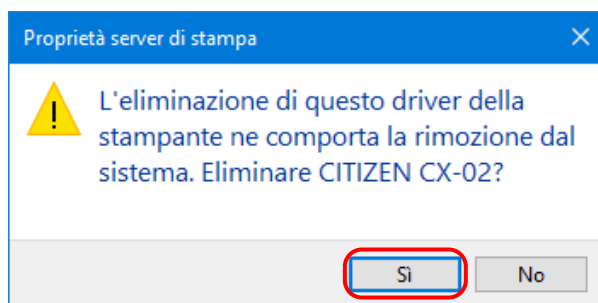 Proprietà server di stampa
L'eliminazione di questo driver della
stampante ne comporta la rimozione dal
sistema. Eliminare CITIZEN CX-02?
Sì
No